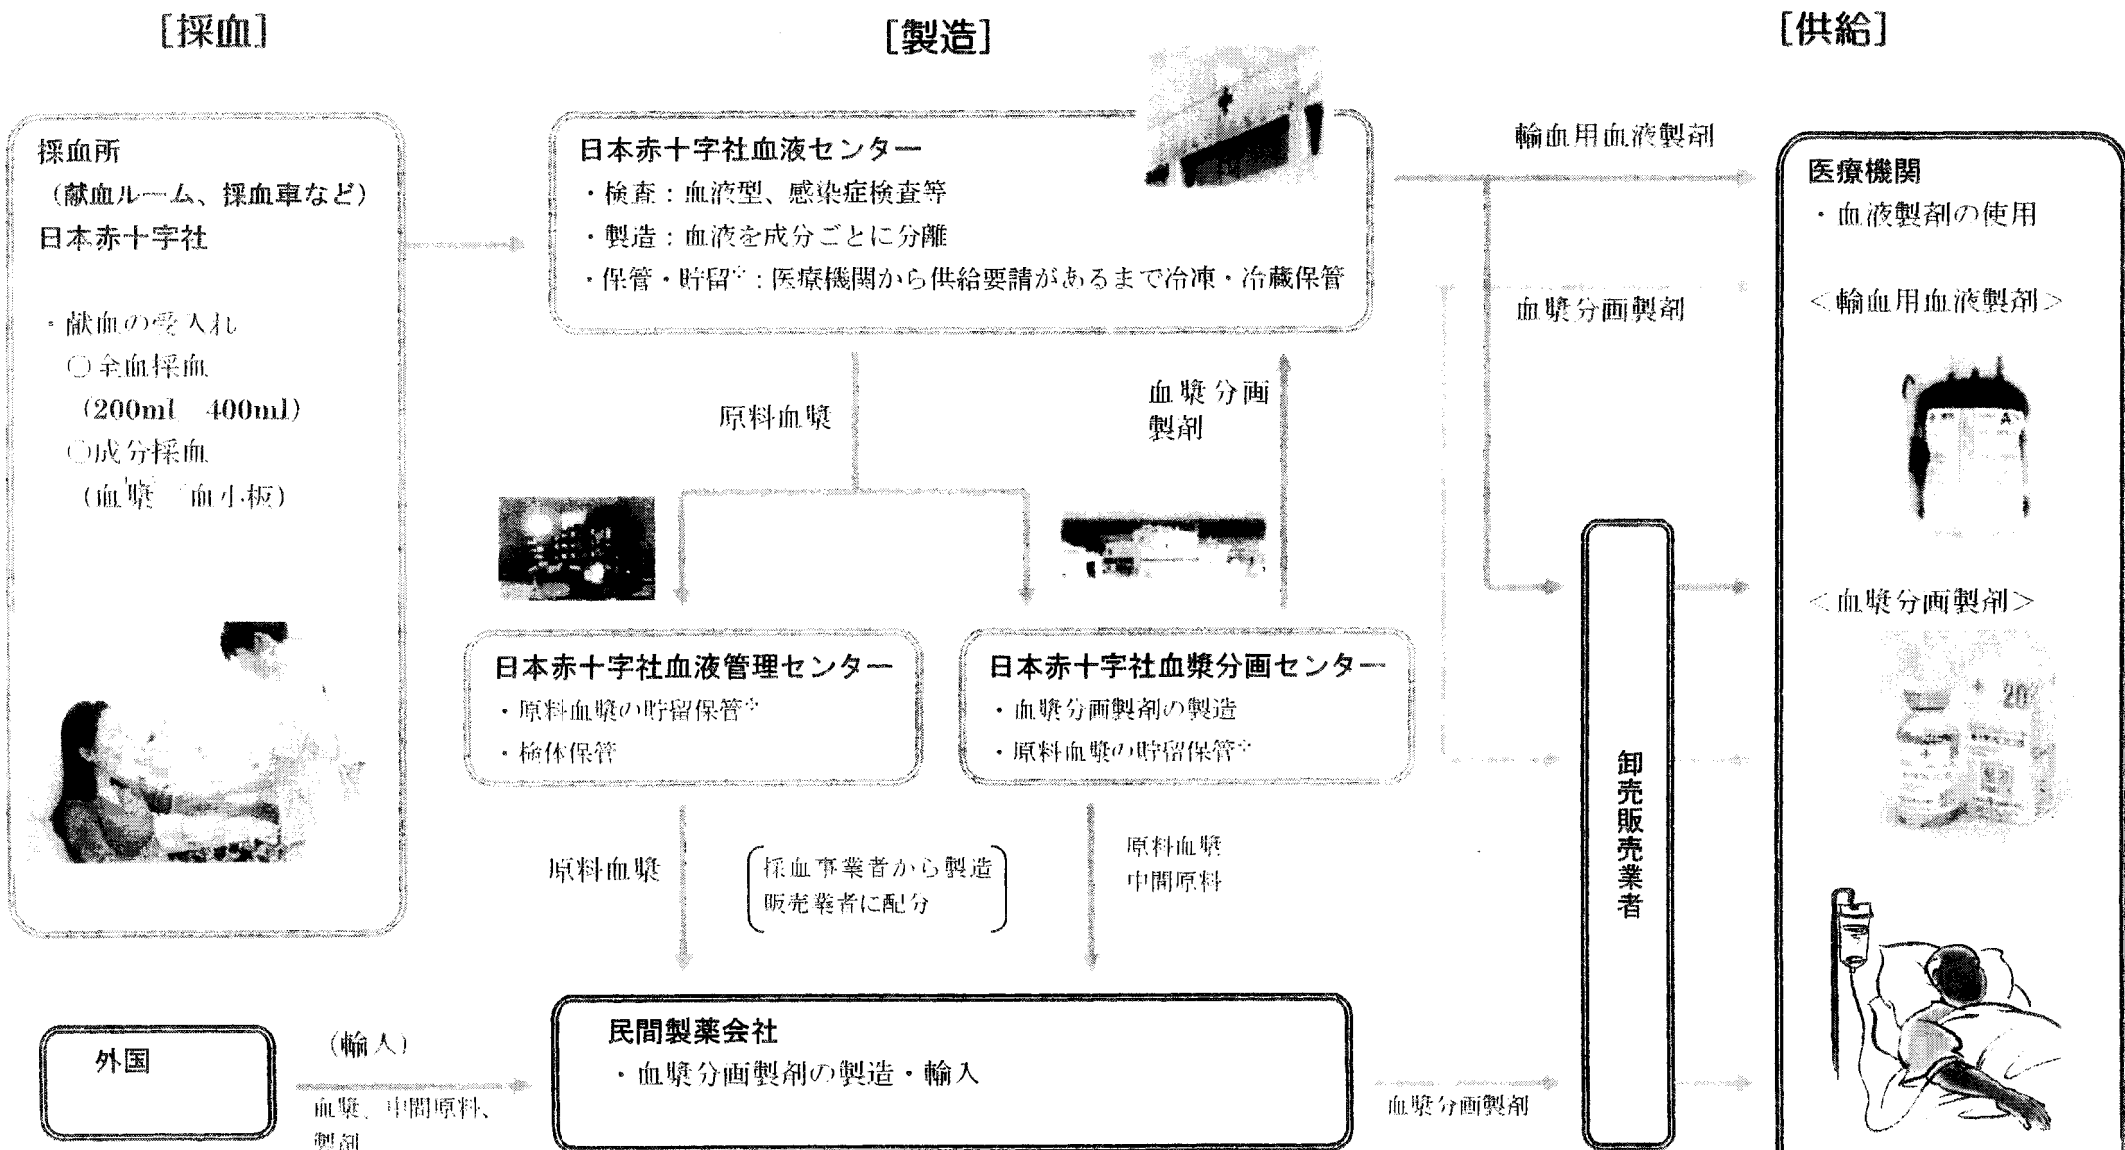 [採血]
[製造]
[供給]
採血所
(献血ルーム、採血車など)
日本赤十字社
・献血の受入れ
○全血採血
(200ml 400ml)
○成分採血
(血漿 血小板)
日本赤十字社血液センター
・検査：血液型、感染症検査等
・製造：血液を成分ごとに分離
・保管・貯留*：医療機関から供給要請があるまで冷凍・冷蔵保管
輸血用血液製剤
血漿分画製剤
医療機関
・血液製剤の使用
<輸血用血液製剤>
<血漿分画製剤>
20
原料血漿
血漿分画
製剤
日本赤十字社血液管理センター
・原料血漿の貯留保管*
・検体保管
日本赤十字社血漿分画センター
・血漿分画製剤の製造
・原料血漿の貯留保管*
卸売販売業者
原料血漿
採血事業者から製造
販売業者に配分
原料血漿
中間原料
外国
(輸入)
血漿、中間原料、
製剤
民間製薬会社
・血漿分画製剤の製造・輸入
血漿分画製剤